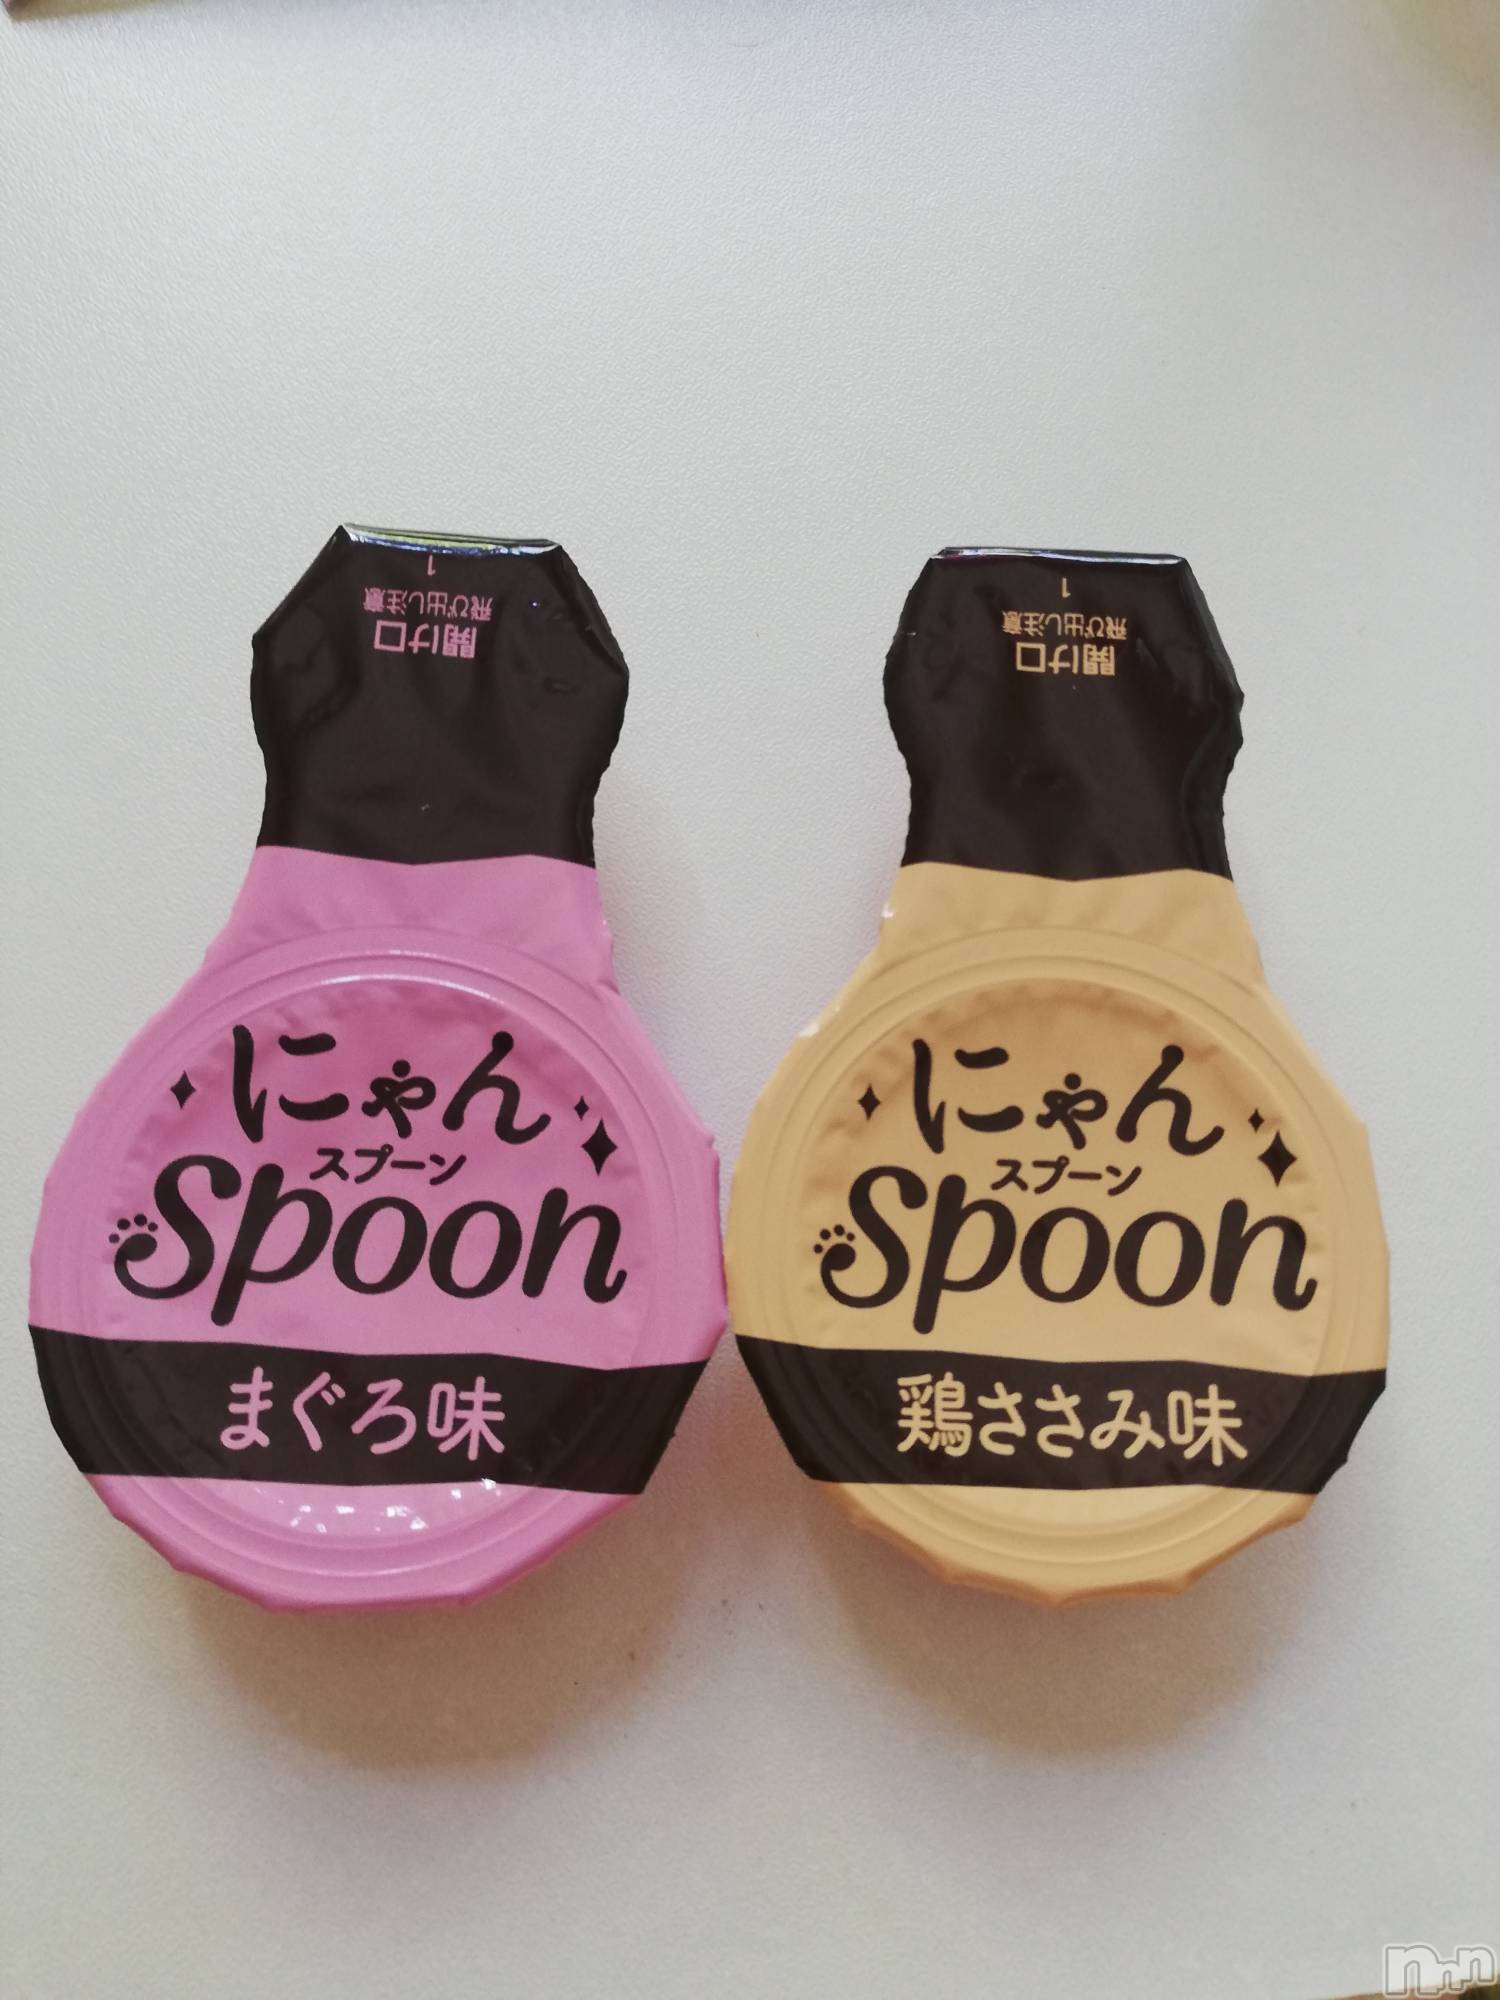 1
飛び出し注意
開け口
にゃん
スプーン
Spoon
まぐろ味
1
飛び出し注意
開け口
にゃん
スプーン
Spoon
鶏ささみ味
nnn